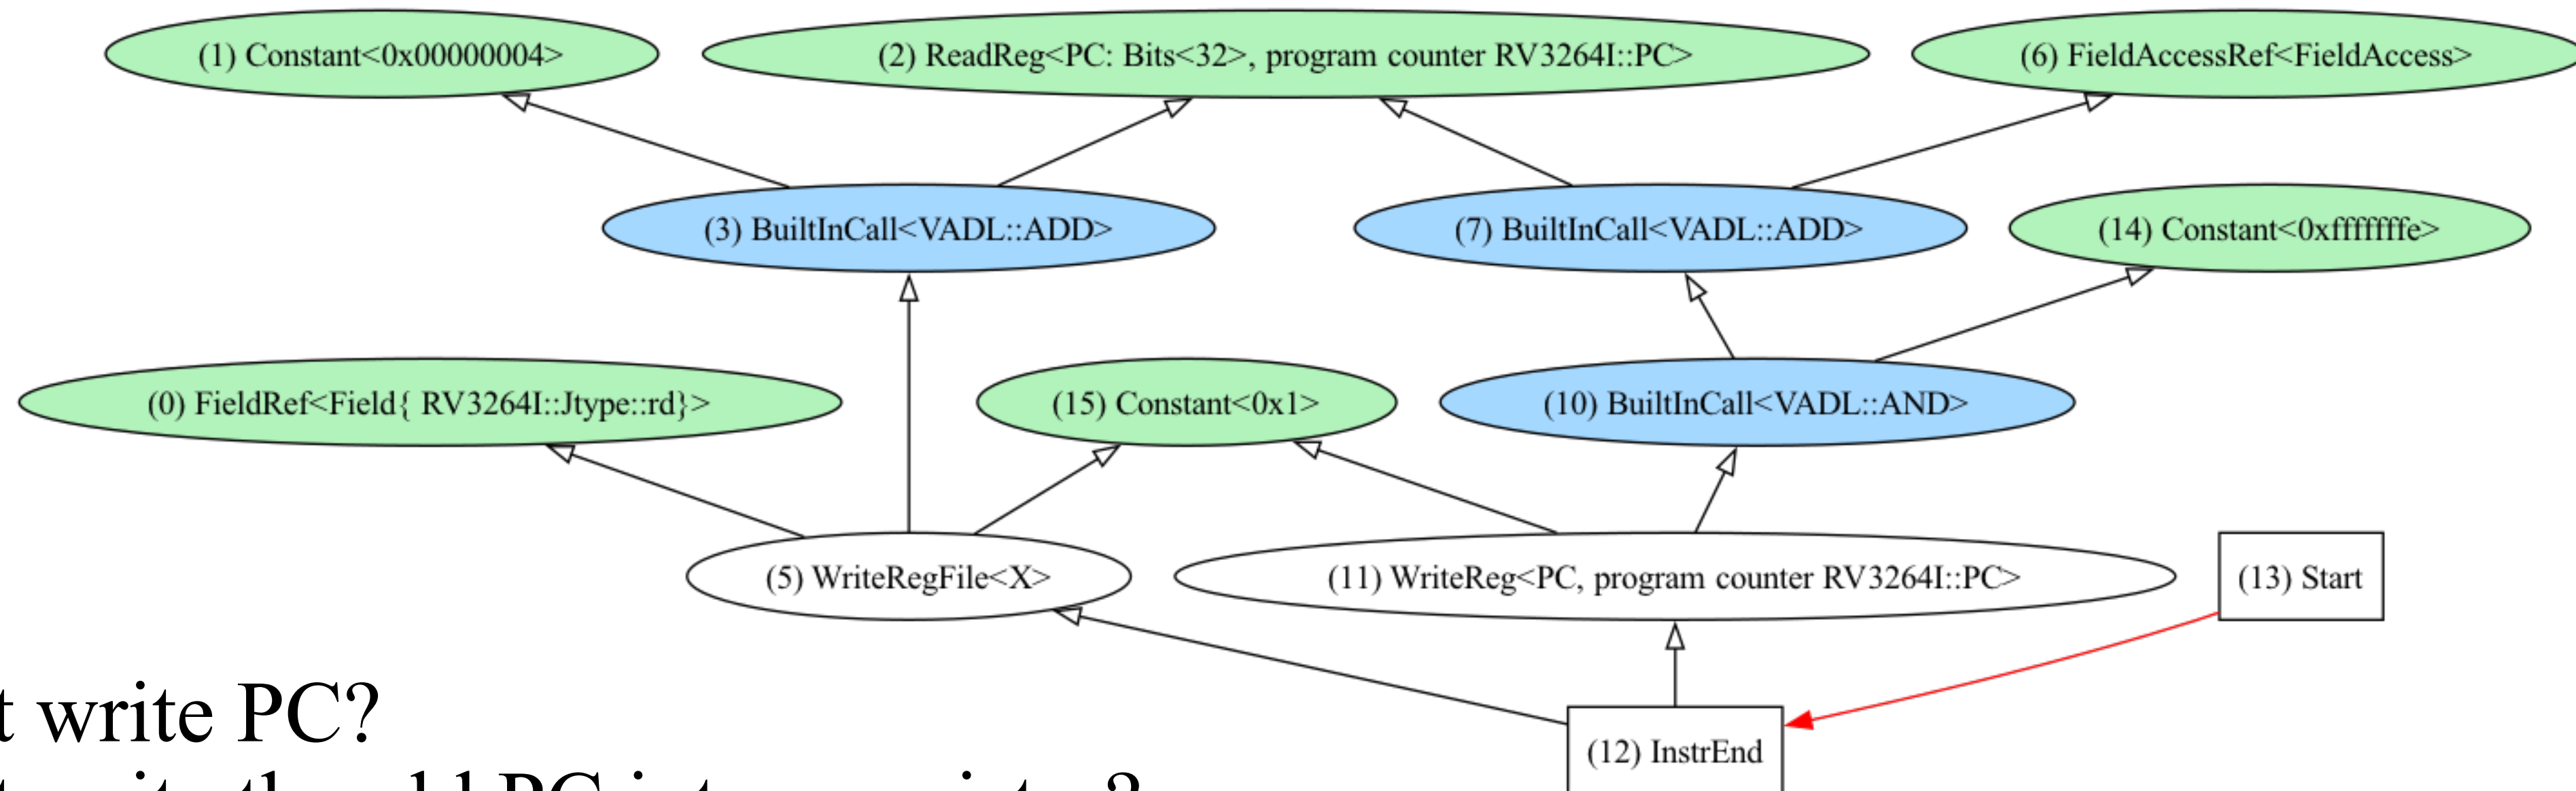 (1) Constant<0x00000004>
(2) ReadReg<PC: Bits<32>, program counter RV3264I::PC>
(6) FieldAccessRef<FieldAccess>
(3) BuiltInCall<VADL::ADD>
(7) BuiltInCall<VADL::ADD>
(14) Constant<0xfffffffe>
(0) FieldRef<Field{ RV3264I::Jtype::rd}>
(15) Constant<0x1>
(10) BuiltInCall<VADL::AND>
(5) WriteRegFile<X>
(11) WriteReg<PC, program counter RV3264I::PC>
(13) Start
t write PC?
(12) InstrEnd